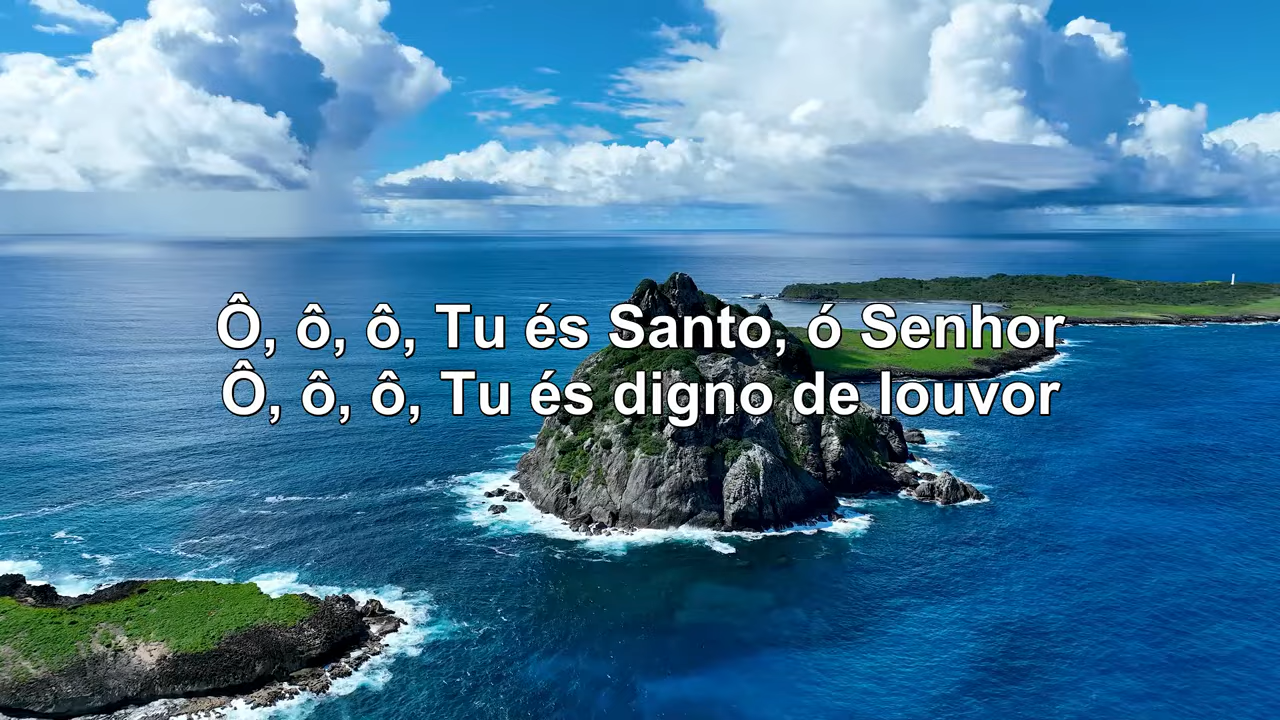 Ô, ô, ô, Tu és Santo, ó Senhor
Ô, ô, ô, Tu és digno de louvor